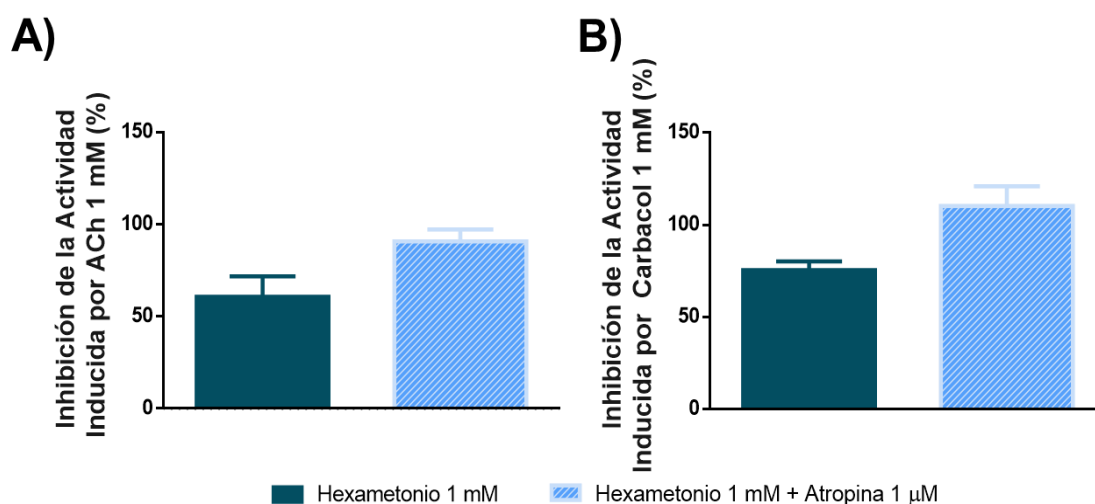 A)
Inhibición de la Actividad
Inducida por ACh 1 mM (%)
150
100
50
0
B)
Inhibición de la Actividad
Inducida por  Carbacol 1 mM (%)
150
100
50
0
Hexametonio 1 mM
Hexametonio 1 mM + Atropina 1 μM